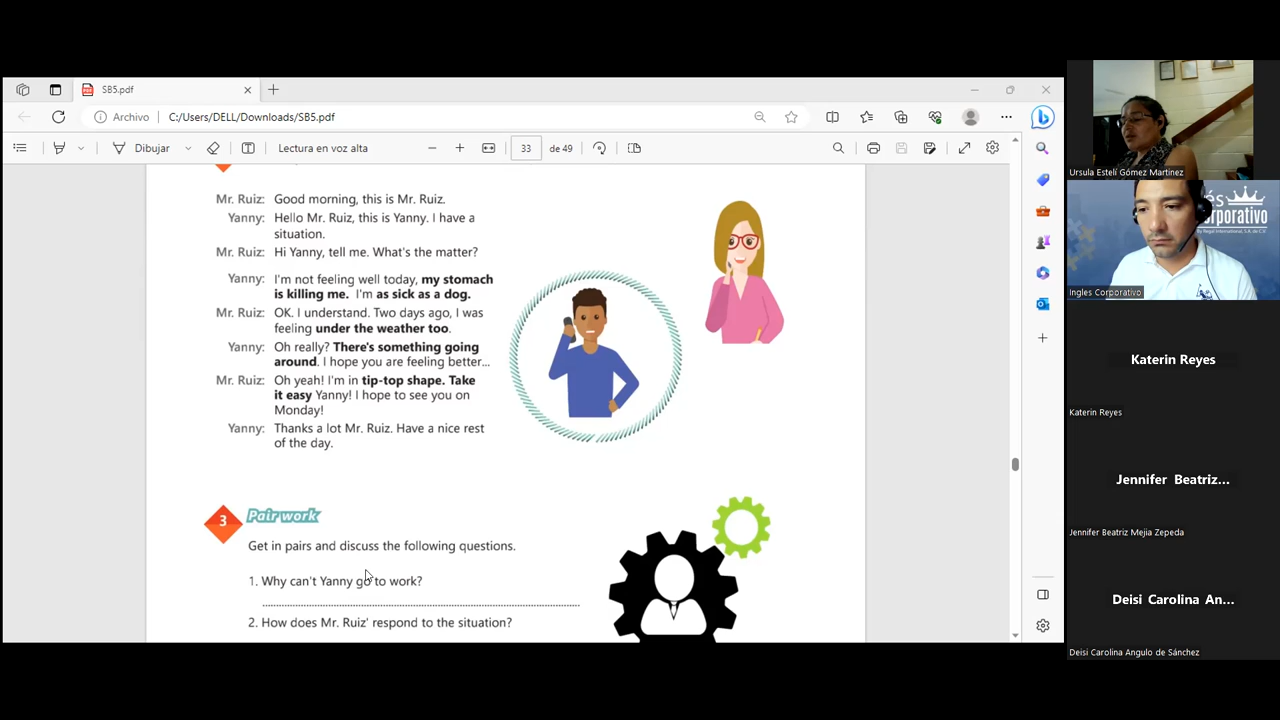 SB5.pdf
Archivo C:/Users/DELL/Downloads/SB5.pdf
Dibujar Lectura en voz alta 33 de 49
Mr. Ruiz: Good morning, this is Mr. Ruiz.
Yanny: Hello Mr. Ruiz, this is Yanny. I have a
situation.
Mr. Ruiz: Hi Yanny, tell me. What's the matter?
Yanny: I'm not feeling well today, my stomach
is killing me. I'm as sick as a dog.
Mr. Ruiz: OK. I understand. Two days ago, I was
feeling under the weather too.
Yanny: Oh really? There's something going
around. I hope you are feeling better...
Mr. Ruiz: Oh yeah! I'm in tip-top shape. Take
it easy Yanny! I hope to see you on
Monday!
Yanny: Thanks a lot Mr. Ruiz. Have a nice rest
of the day.
3 Pair work
Get in pairs and discuss the following questions.
1. Why can't Yanny go to work?
2. How does Mr. Ruiz' respond to the situation?
Ursula Estelí Gómez Martinez
és
orporativo
By Regal International, S.A. de C.V.
Ingles Corporativo
Katerin Reyes
Katerin Reyes
Jennifer Beatriz...
Jennifer Beatriz Mejia Zepeda
Deisi Carolina An...
Deisi Carolina Angulo de Sánchez